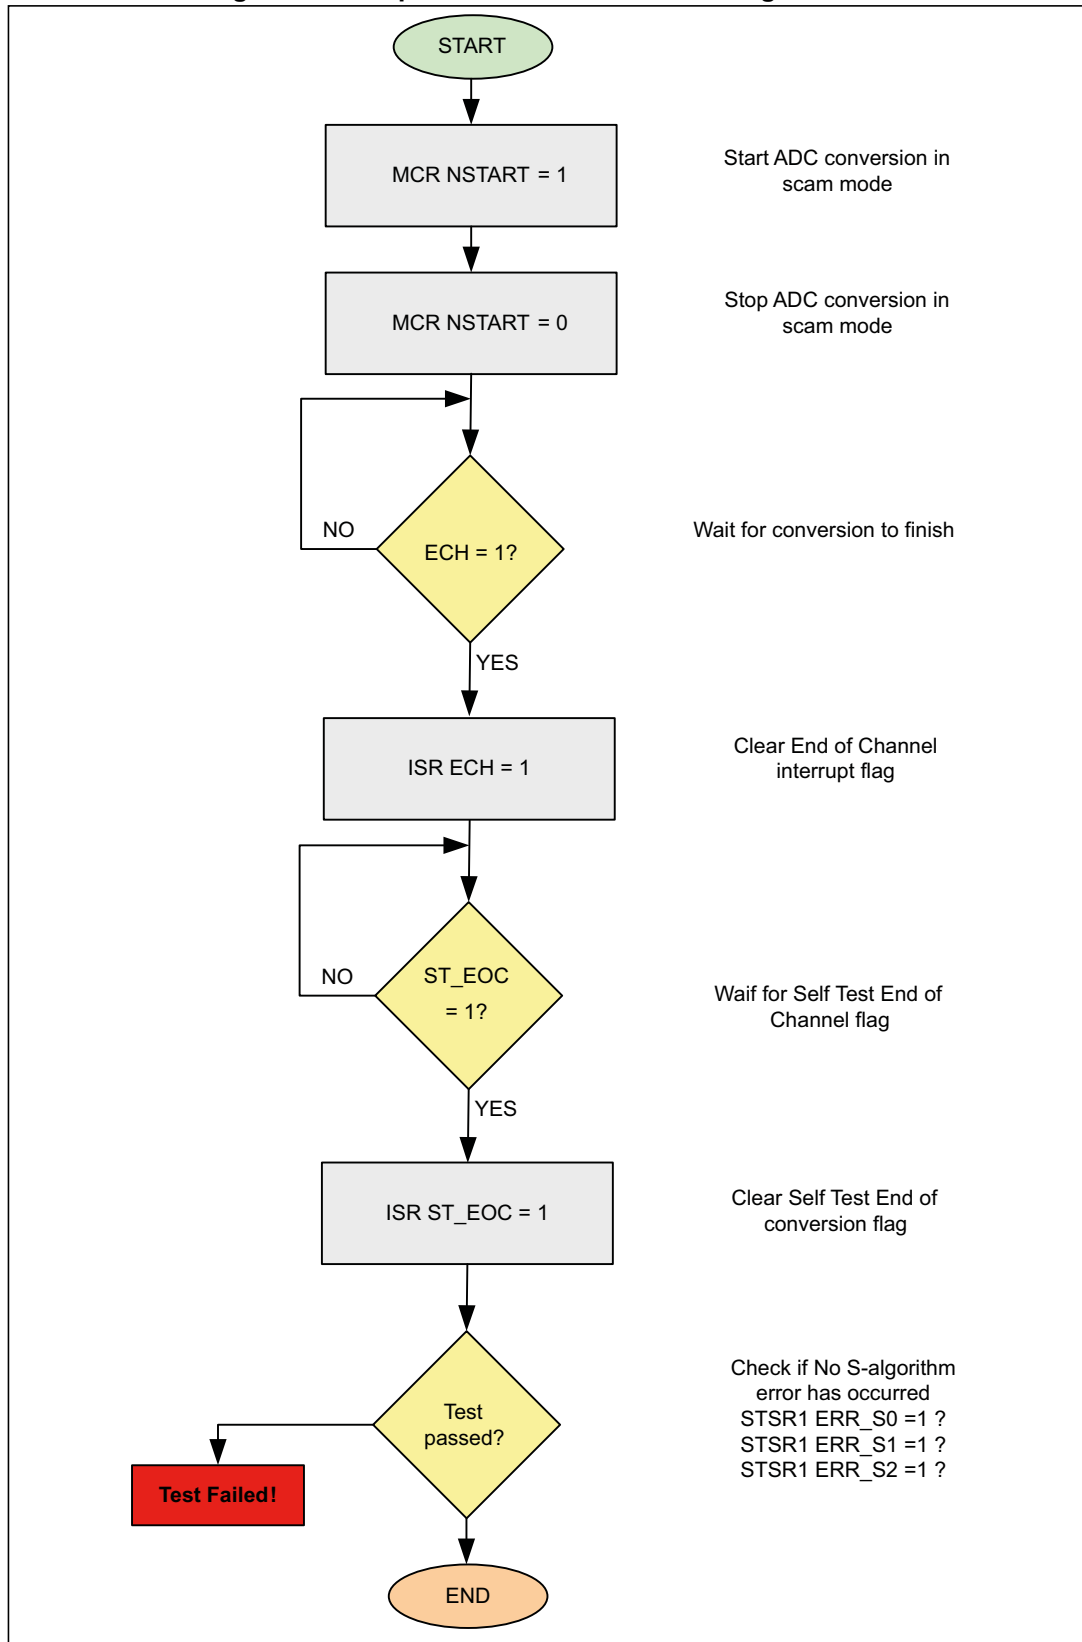 START
MCR NSTART = 1
Start ADC conversion in
scam mode
MCR NSTART = 0
Stop ADC conversion in
scam mode
NO
ECH = 1?
Wait for conversion to finish
YES
ISR ECH = 1
Clear End of Channel
interrupt flag
NO
ST_EOC
= 1?
Waif for Self Test End of
Channel flag
YES
ISR ST_EOC = 1
Clear Self Test End of
conversion flag
Test
passed?
Check if No S-algorithm
error has occurred
STSR1 ERR_S0 =1 ?
STSR1 ERR_S1 =1 ?
STSR1 ERR_S2 =1 ?
Test Failed!
END